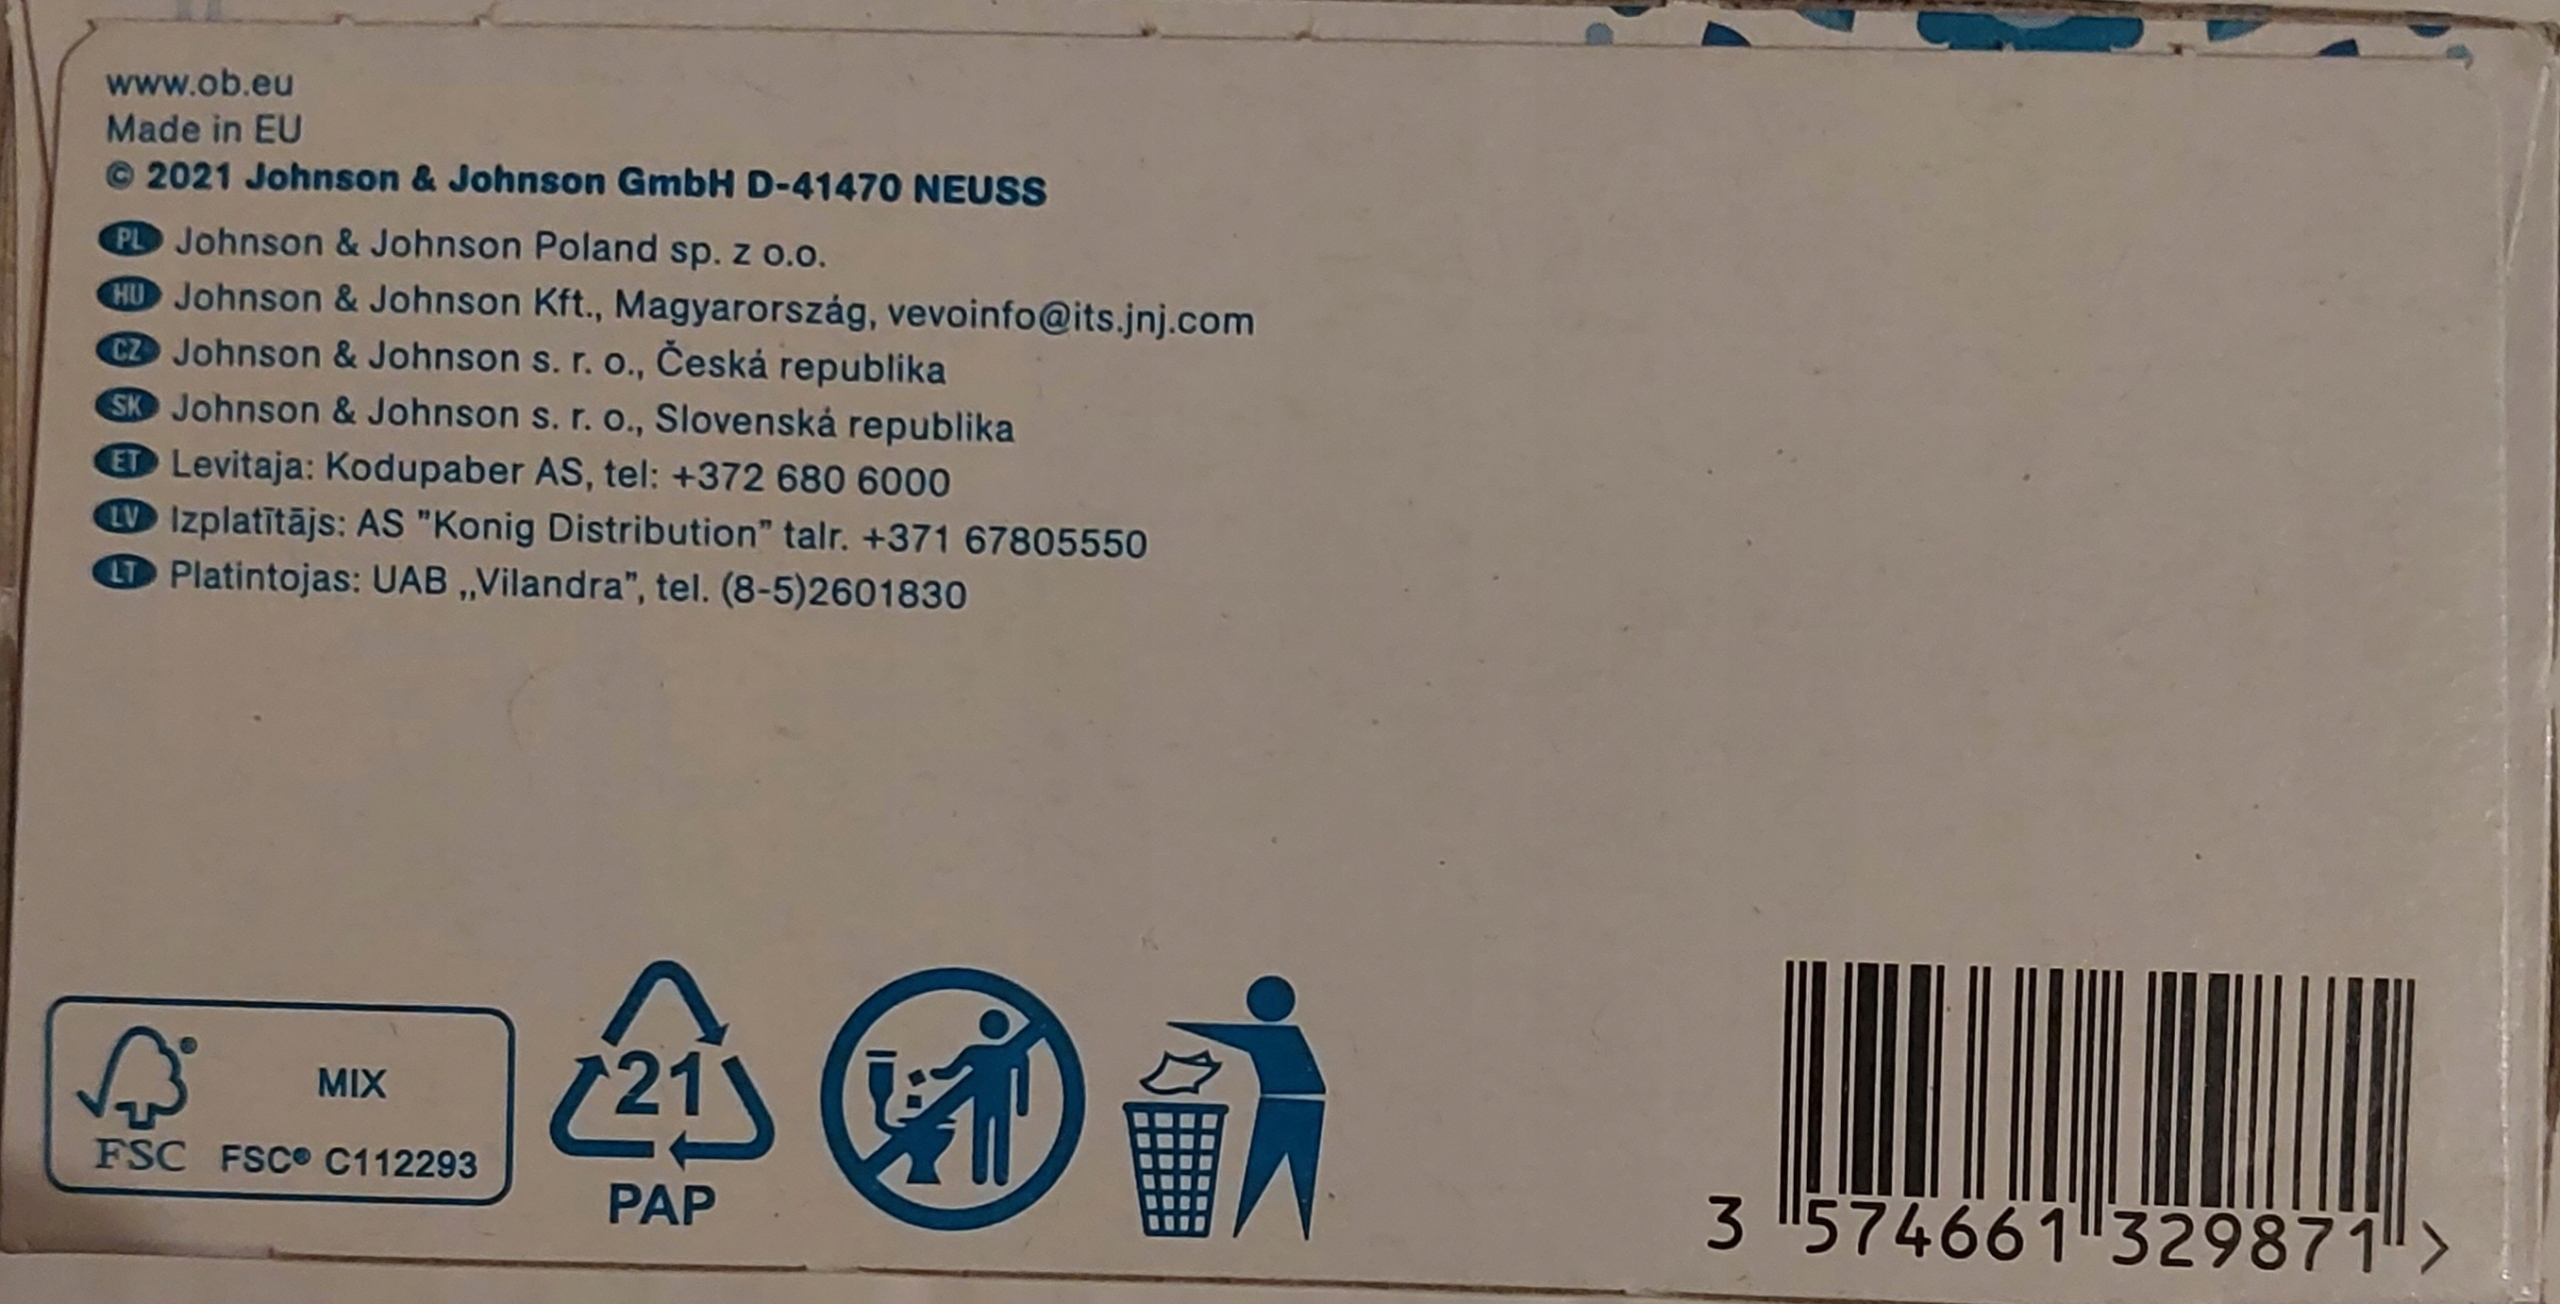 www.ob.eu
Made in EU
© 2021 Johnson & Johnson GmbH D-41470 NEUSS
PL Johnson & Johnson Poland sp. z o.o.
HU Johnson & Johnson Kft., Magyarország, vevoinfo@its.jnj.com
CZ Johnson & Johnson s. r. o., Česká republika
SK Johnson & Johnson s. r. o., Slovenská republika
ET Levitaja: Kodupaber AS, tel: +372 680 6000
LV Izplatītājs: AS "Konig Distribution” talr. +371 67805550
LT Platintojas: UAB „Vilandra”, tel. (8-5)2601830
MIX
FSC FSC® C112293
21
PAP
3 574661 329871 >